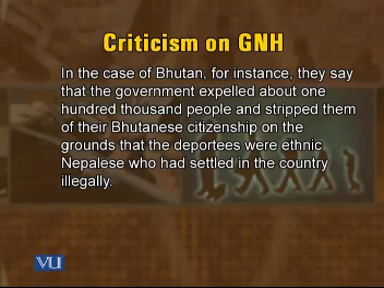 Criticism on GNH
In the case of Bhutan, for instance, they say
that the government expelled about one
hundred thousand people and stripped them
of their Bhutanese citizenship on the
grounds that the deportees were ethnic
Nepalese who had settled in the country
illegally.
VU